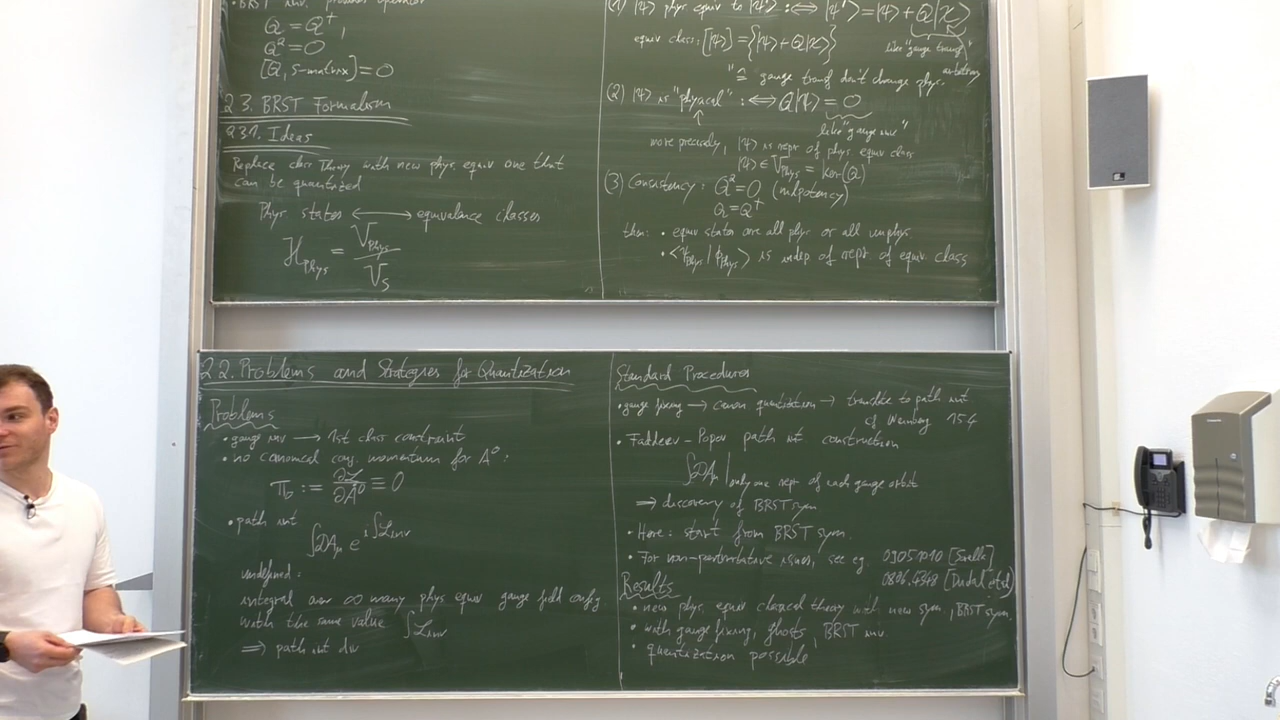 • BRST inv. physical operator
Q = Q†,
Q² = 0
[Q, S-matrix] = 0
2.3. BRST Formalism
2.3.1. Ideas
Replace class theory with new phys. equiv one that
can be quantized
Phys states ⟷ equivalence classes
H_Phys = V_Phys / V_S
(1) |ψ⟩ phys equiv to |ψ'⟩ :⟺ |ψ'⟩ = |ψ⟩ + Q|χ⟩
equiv class: [|ψ⟩] = {|ψ⟩ + Q|χ⟩}
like "gauge transf"
arbitrary
"≙ gauge transf don't change phys.
(2) |ψ⟩ is "physical" :⟺ Q|ψ⟩ = 0
like "gauge inv"
more precisely, |ψ⟩ is repr of phys. equiv class
|ψ⟩ ∈ V_Phys = ker(Q)
(3) Consistency: Q² = 0 (nilpotency)
Q = Q†
then: • equiv states are all phys or all unphys.
• ⟨ψ_Phys | φ_Phys⟩ is indep of repr. of equiv. class
2.2. Problems and Strategies for Quantization
Problems
• gauge inv ⟶ 1st class constraint
• no canonical conj. momentum for A⁰:
π₀ := ∂L/∂Ȧ⁰ ≡ 0
• path int
∫DA_μ e^{i∫L_inv}
undefined:
integral over ∞ many phys equiv gauge field config
with the same value ∫L_inv
⟹ path int div
Standard Procedures
• gauge fixing ⟶ canon quantization ⟶ translate to path int
cf Weinberg 15.4
• Faddeev-Popov path int construction
∫DA_μ | only one repr of each gauge orbit
⟹ discovery of BRST sym
• Here: start from BRST sym.
• For non-perturbative issues, see eg. 0905.1010
0806.4348 [Dudal et al]
Results
• new phys. equiv classical theory with new sym, BRST sym.
• with gauge fixing, ghosts, BRST inv
• quantization possible